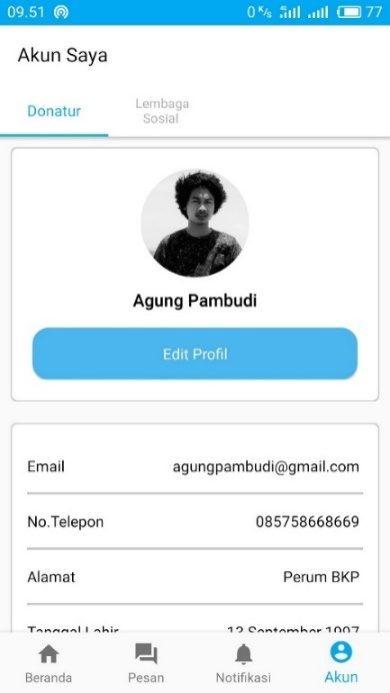 09.51 0 K/s 77
Akun Saya
Donatur
Lembaga
Sosial
Agung Pambudi
Edit Profil
Email agungpambudi@gmail.com
No.Telepon 085758668669
Alamat Perum BKP
Tanggal Lahir 13 September 1997
Beranda Pesan Notifikasi Akun